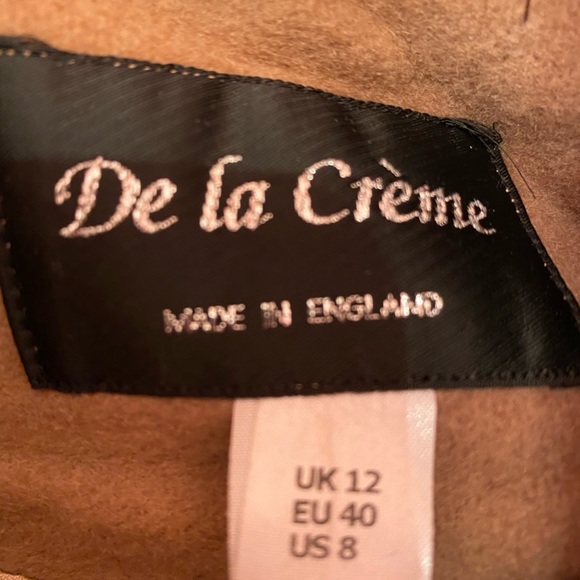 De la Crème
MADE IN ENGLAND
UK 12
EU 40
US 8